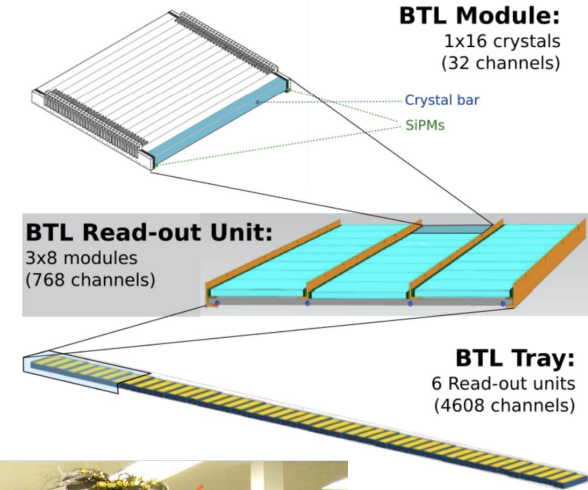 BTL Module:
1x16 crystals
(32 channels)
Crystal bar
SiPMs
BTL Read-out Unit:
3x8 modules
(768 channels)
BTL Tray:
6 Read-out units
(4608 channels)